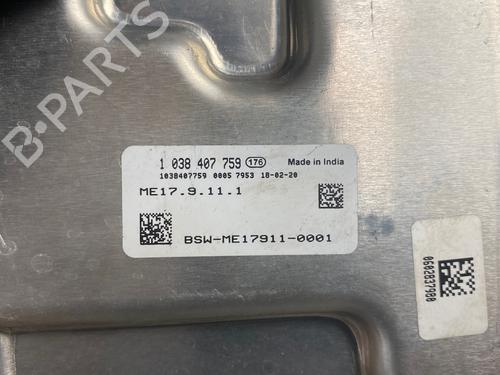 B-PARTS
1 038 407 759 176 Made in India
1038407759 0005 7953 18-02-20
ME17.9.11.1
BSW-ME17911-0001
0602837980